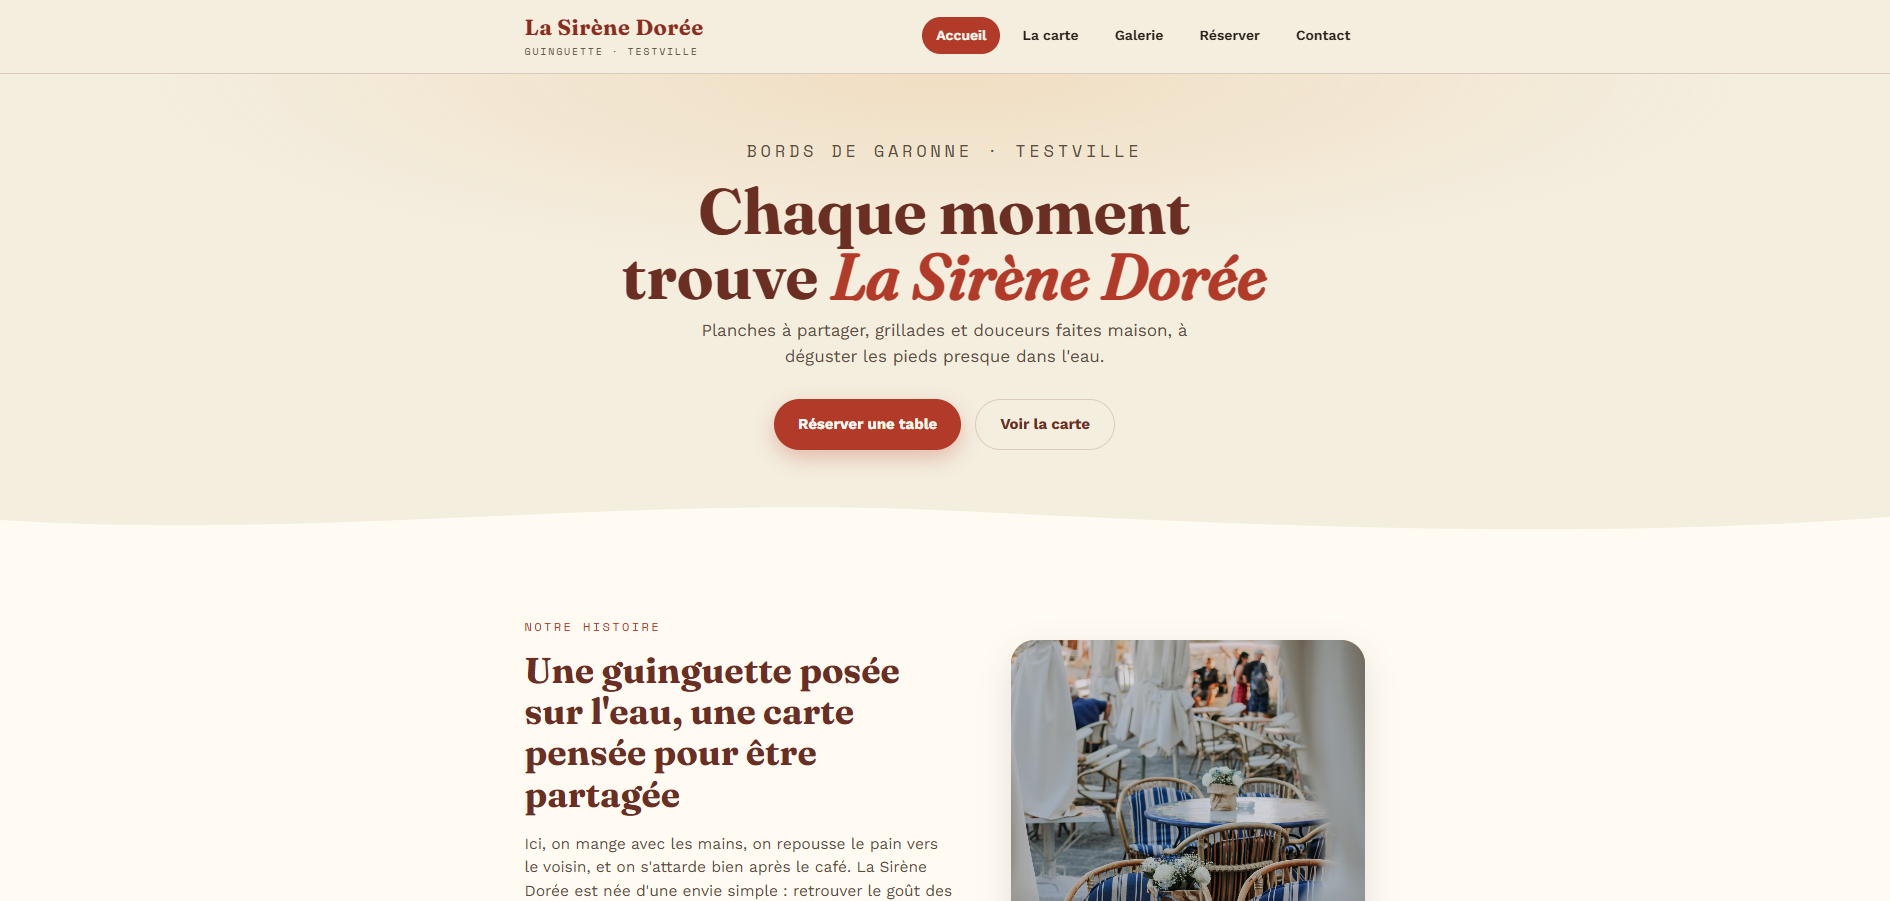 La Sirène Dorée
GUINGUETTE · TESTVILLE
Accueil
La carte
Galerie
Réserver
Contact
BORDS DE GARONNE · TESTVILLE
Chaque moment
trouve La Sirène Dorée
Planches à partager, grillades et douceurs faites maison, à
déguster les pieds presque dans l'eau.
Réserver une table
Voir la carte
NOTRE HISTOIRE
Une guinguette posée
sur l'eau, une carte
pensée pour être
partagée
Ici, on mange avec les mains, on repousse le pain vers
le voisin, et on s'attarde bien après le café. La Sirène
Dorée est née d'une envie simple : retrouver le goût des